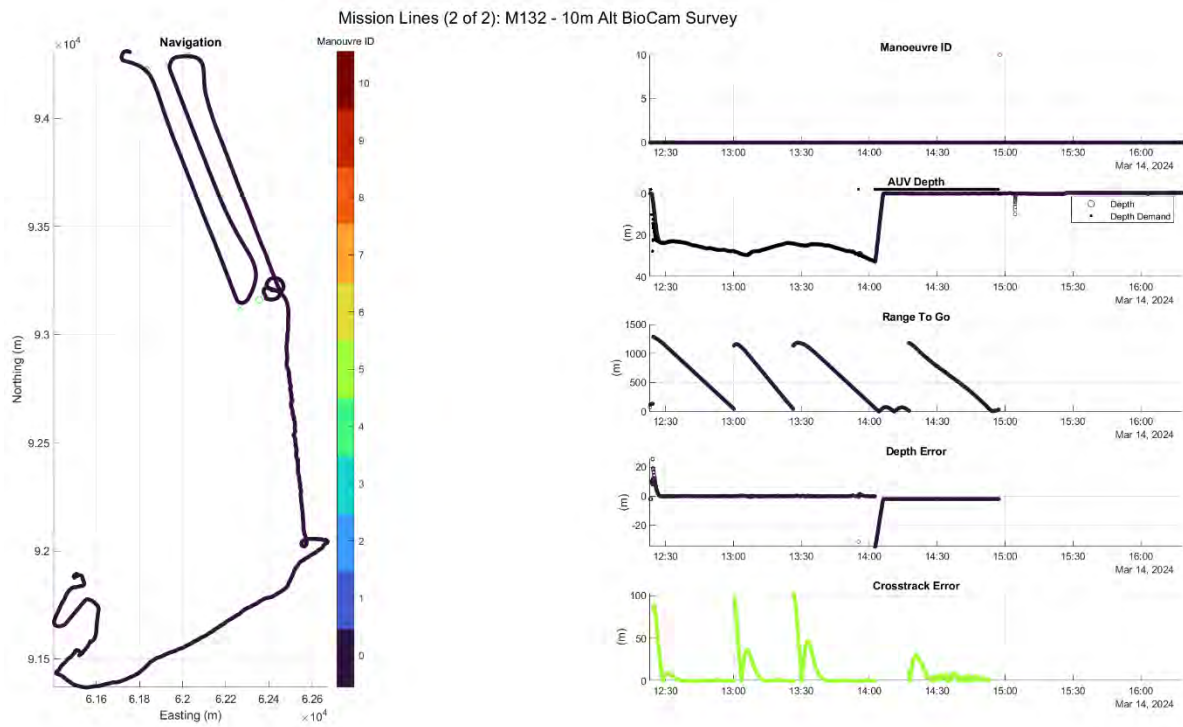 Mission Lines (2 of 2): M132 - 10m Alt BioCam Survey
×10⁴
Navigation
Manouvre ID
9.4
9.35
9.3
9.25
9.2
9.15
Northing (m)
6.16
6.18
6.2
6.22
6.24
6.26
Easting (m)
×10⁴
10
9
8
7
6
5
4
3
2
1
0
Manoeuvre ID
10
5
0
12:30 13:00 13:30 14:00 14:30 15:00 15:30 16:00
Mar 14, 2024
AUV Depth
0
20
40
(m)
Depth
Depth Demand
12:30 13:00 13:30 14:00 14:30 15:00 15:30 16:00
Mar 14, 2024
Range To Go
1500
1000
500
0
(m)
12:30 13:00 13:30 14:00 14:30 15:00 15:30 16:00
Mar 14, 2024
Depth Error
20
0
-20
(m)
12:30 13:00 13:30 14:00 14:30 15:00 15:30 16:00
Mar 14, 2024
Crosstrack Error
100
50
0
(m)
12:30 13:00 13:30 14:00 14:30 15:00 15:30 16:00
Mar 14, 2024